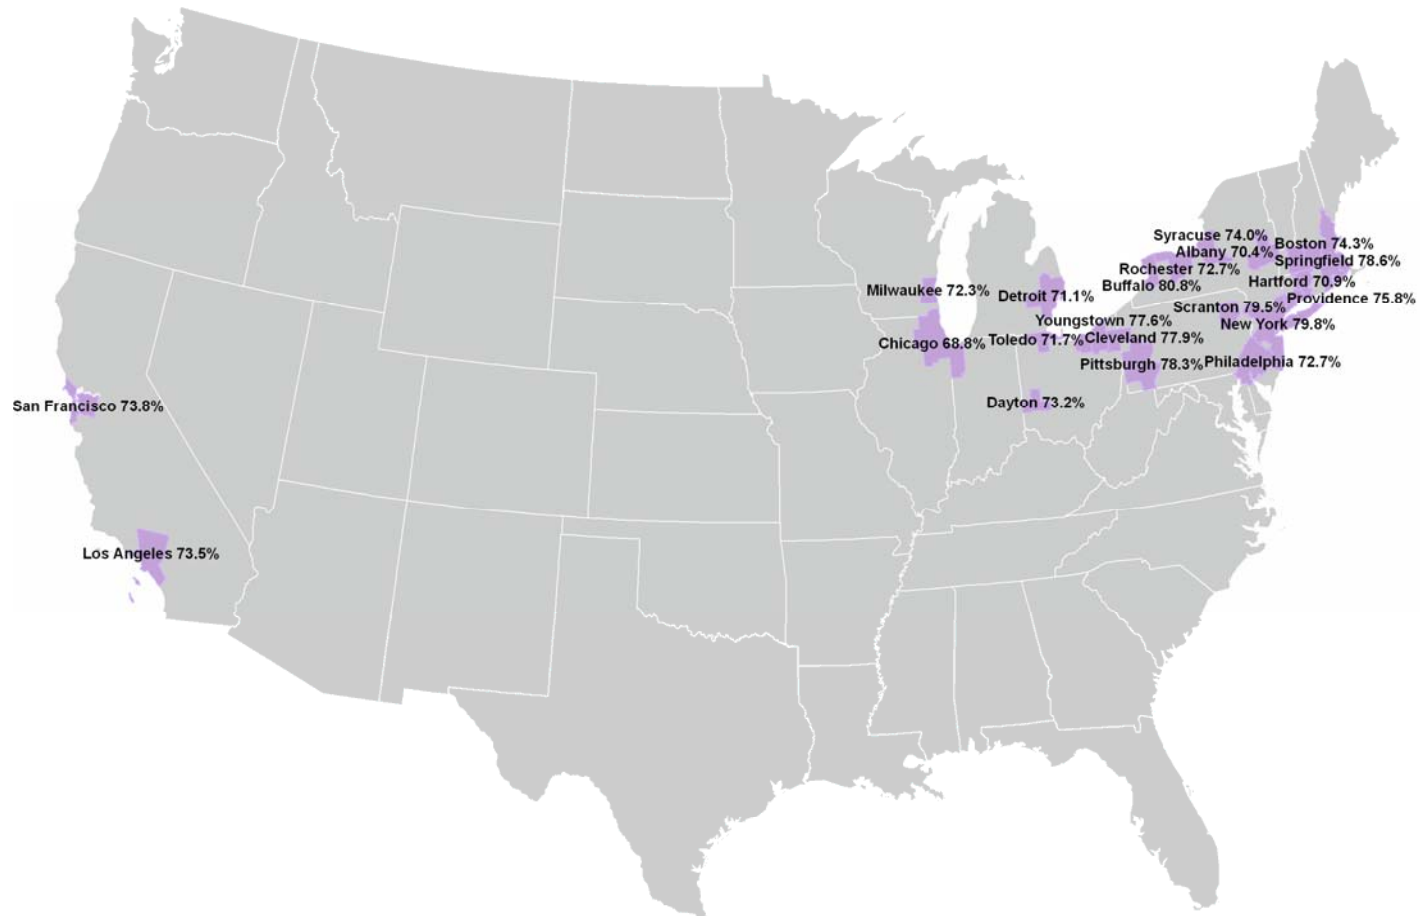 Syracuse 74.0%
Albany 70.4%
Boston 74.3%
Springfield 78.6%
Rochester 72.7%
Hartford 70.9%
Buffalo 80.8%
Providence 75.8%
Milwaukee 72.3%
Detroit 71.1%
Scranton 79.5%
New York 79.8%
Youngstown 77.6%
Chicago 68.8%
Toledo 71.7%
Cleveland 77.9%
Pittsburgh 78.3%
Philadelphia 72.7%
Dayton 73.2%
San Francisco 73.8%
Los Angeles 73.5%